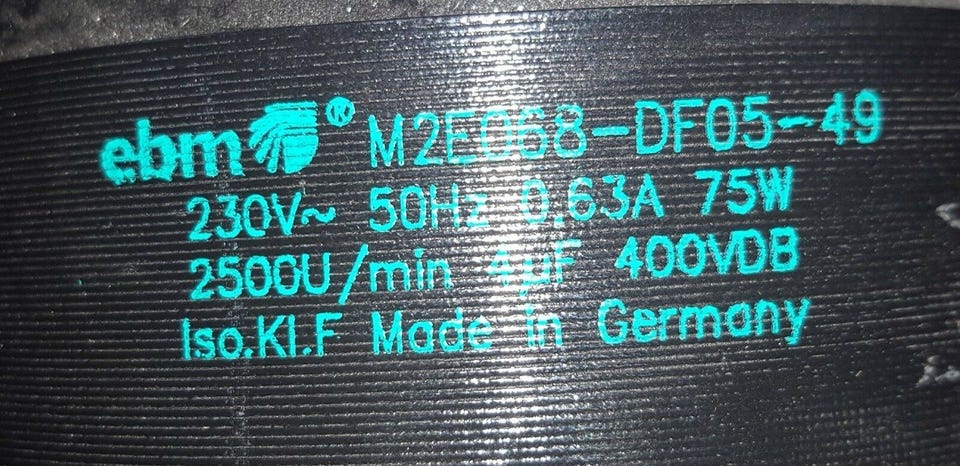 ebm® M2E068-DF05-49
230V~ 50Hz 0,63A 75W
2500U/min 4µF 400VDB
Iso.Kl.F Made in Germany